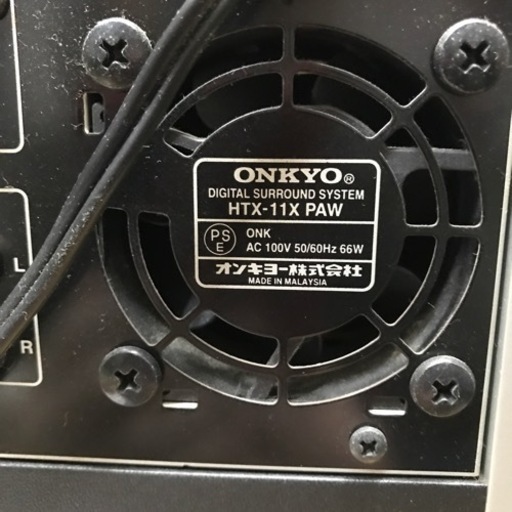 ONKYO®
DIGITAL SURROUND SYSTEM
HTX-11X PAW
PS E
ONK
AC 100V 50/60Hz 66W
オンキヨー株式会社
MADE IN MALAYSIA
L
R